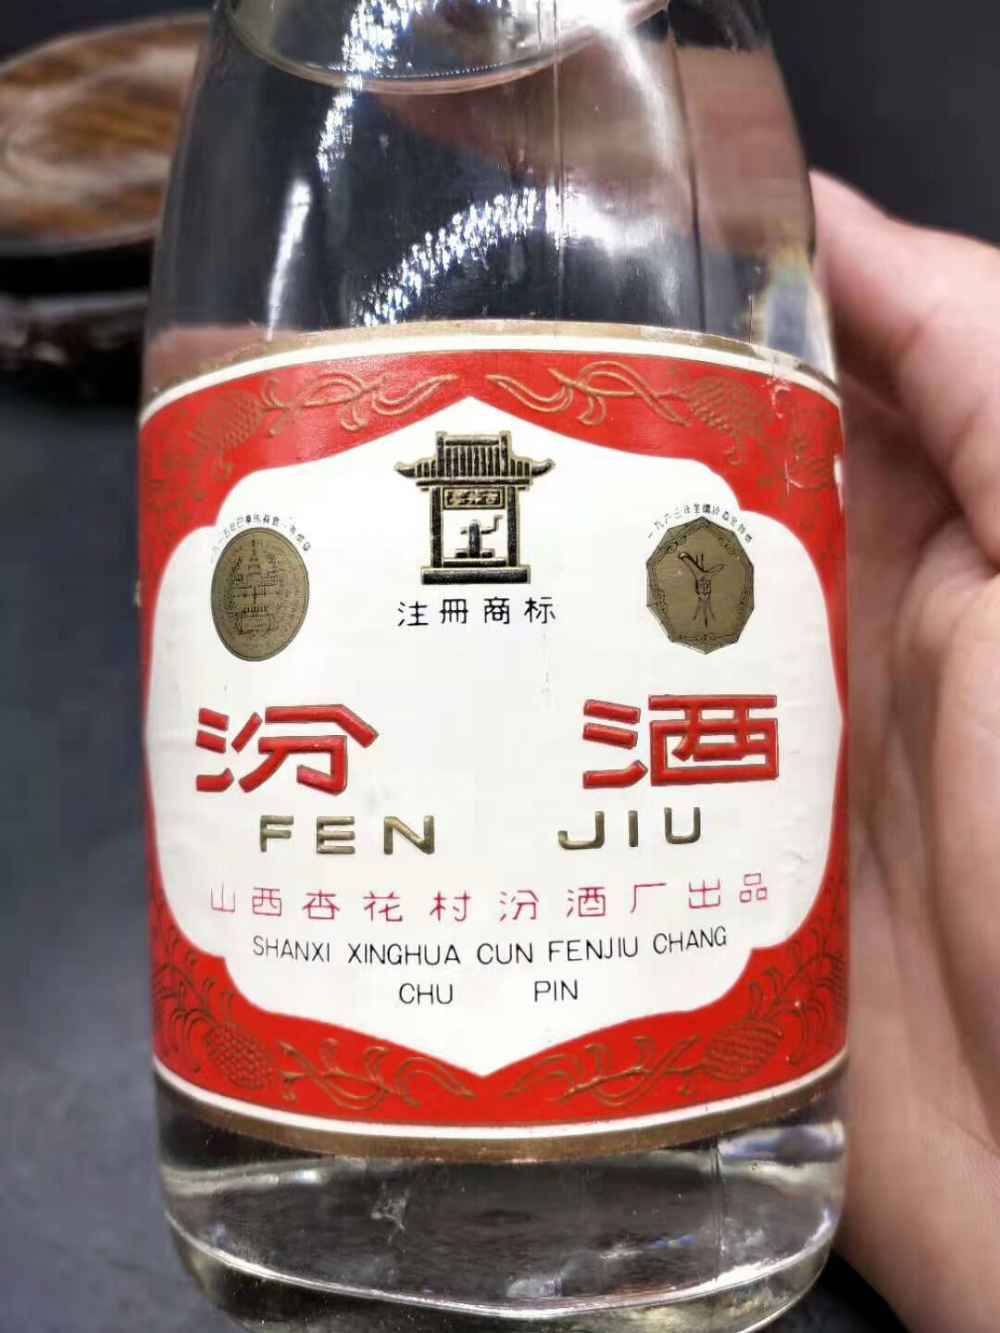 注冊商标
汾酒
FEN JIU
山西杏花村汾酒厂出品
SHANXI XINGHUA CUN FENJIU CHANG
CHU PIN